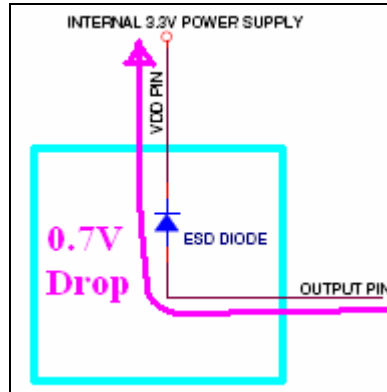 INTERNAL 3.3V POWER SUPPLY
VDD PIN
0.7V
Drop
ESD DIODE
OUTPUT PIN